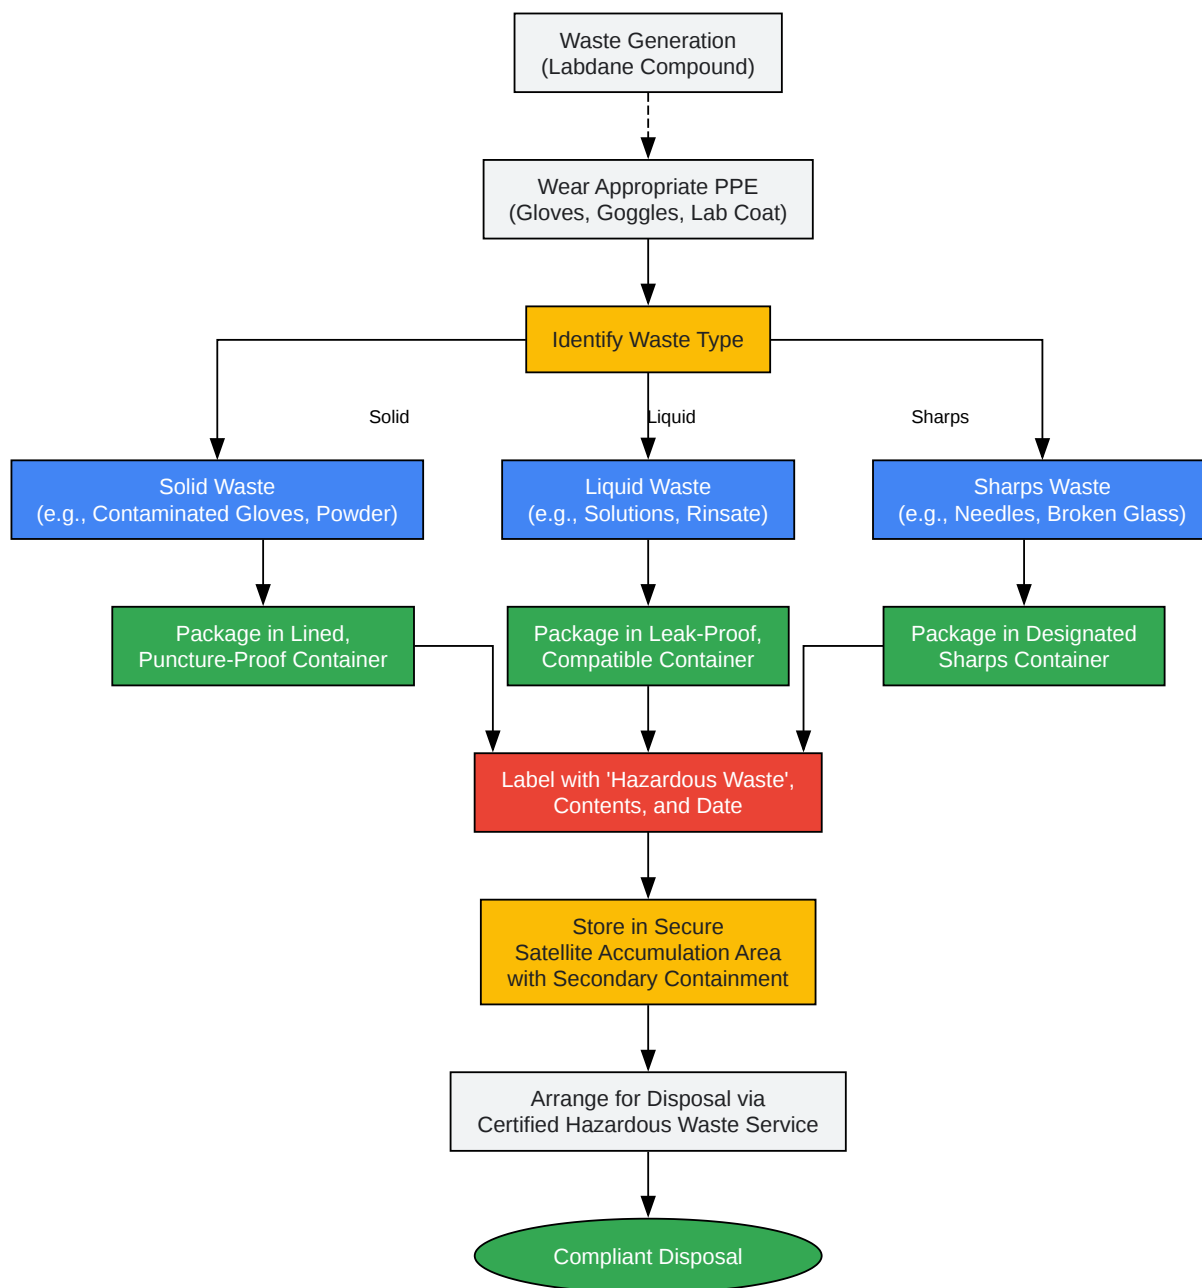 Waste Generation
(Labdane Compound)
Wear Appropriate PPE
(Gloves, Goggles, Lab Coat)
Identify Waste Type
Solid
Liquid
Sharps
Solid Waste
(e.g., Contaminated Gloves, Powder)
Liquid Waste
(e.g., Solutions, Rinsate)
Sharps Waste
(e.g., Needles, Broken Glass)
Package in Lined,
Puncture-Proof Container
Package in Leak-Proof,
Compatible Container
Package in Designated
Sharps Container
Label with 'Hazardous Waste',
Contents, and Date
Store in Secure
Satellite Accumulation Area
with Secondary Containment
Arrange for Disposal via
Certified Hazardous Waste Service
Compliant Disposal